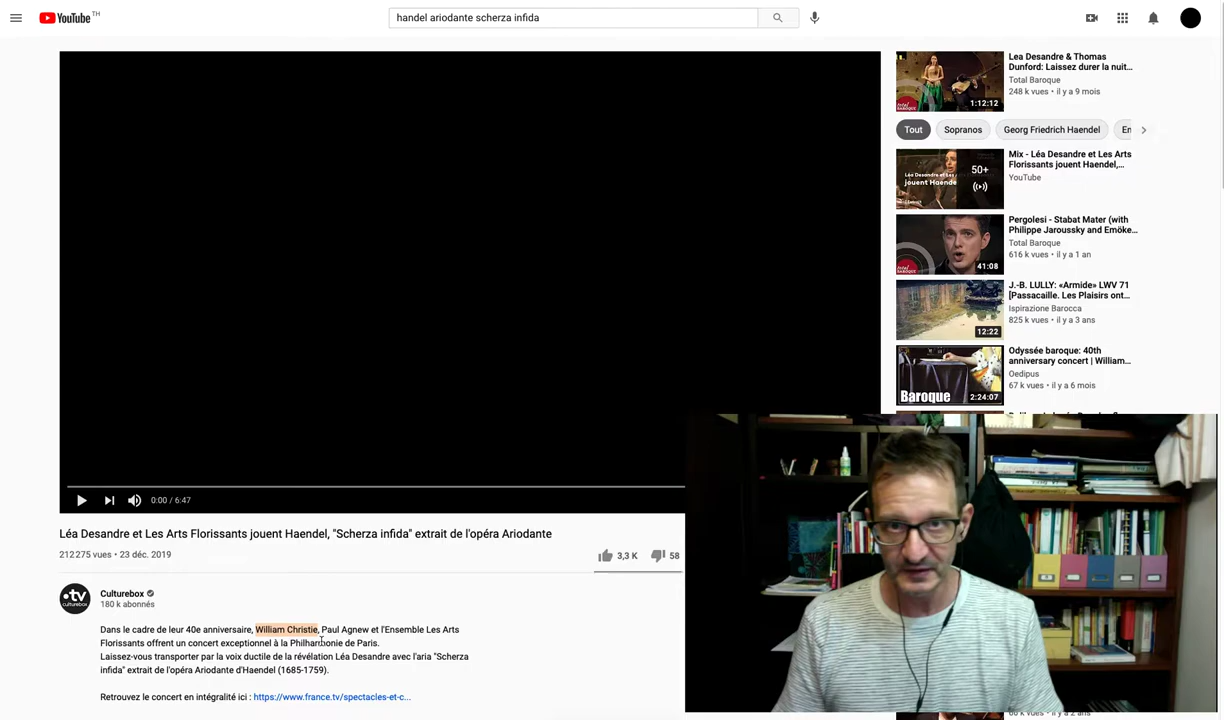 YouTube TH
handel ariodante scherza infida
Lea Desandre & Thomas
Dunford: Laissez durer la nuit...
Total Baroque
248 k vues • il y a 9 mois
1:12:12
Tout
Sopranos
Georg Friedrich Haendel
En
Mix - Léa Desandre et Les Arts
Florissants jouent Haendel,...
YouTube
50+
Léa Desandre et Les
jouent Haende
Pergolesi - Stabat Mater (with
Philippe Jaroussky and Emöke...
Total Baroque
616 k vues • il y a 1 an
41:08
J.-B. LULLY: «Armide» LWV 71
[Passacaille. Les Plaisirs ont...
Ispirazione Barocca
825 k vues • il y a 3 ans
12:22
Odyssée baroque: 40th
anniversary concert | William...
Oedipus
67 k vues • il y a 6 mois
Baroque
2:24:07
0:00 / 6:47
Léa Desandre et Les Arts Florissants jouent Haendel, "Scherza infida" extrait de l'opéra Ariodante
212 275 vues • 23 déc. 2019
3,3 K
58
•tv
culturebox
Culturebox
180 k abonnés
Dans le cadre de leur 40e anniversaire, William Christie, Paul Agnew et l'Ensemble Les Arts
Florissants offrent un concert exceptionnel à la Philharmonie de Paris.
Laissez-vous transporter par la voix ductile de la révélation Léa Desandre avec l'aria "Scherza
infida" extrait de l'opéra Ariodante d'Haendel (1685-1759).
Retrouvez le concert en intégralité ici : https://www.france.tv/spectacles-et-c...